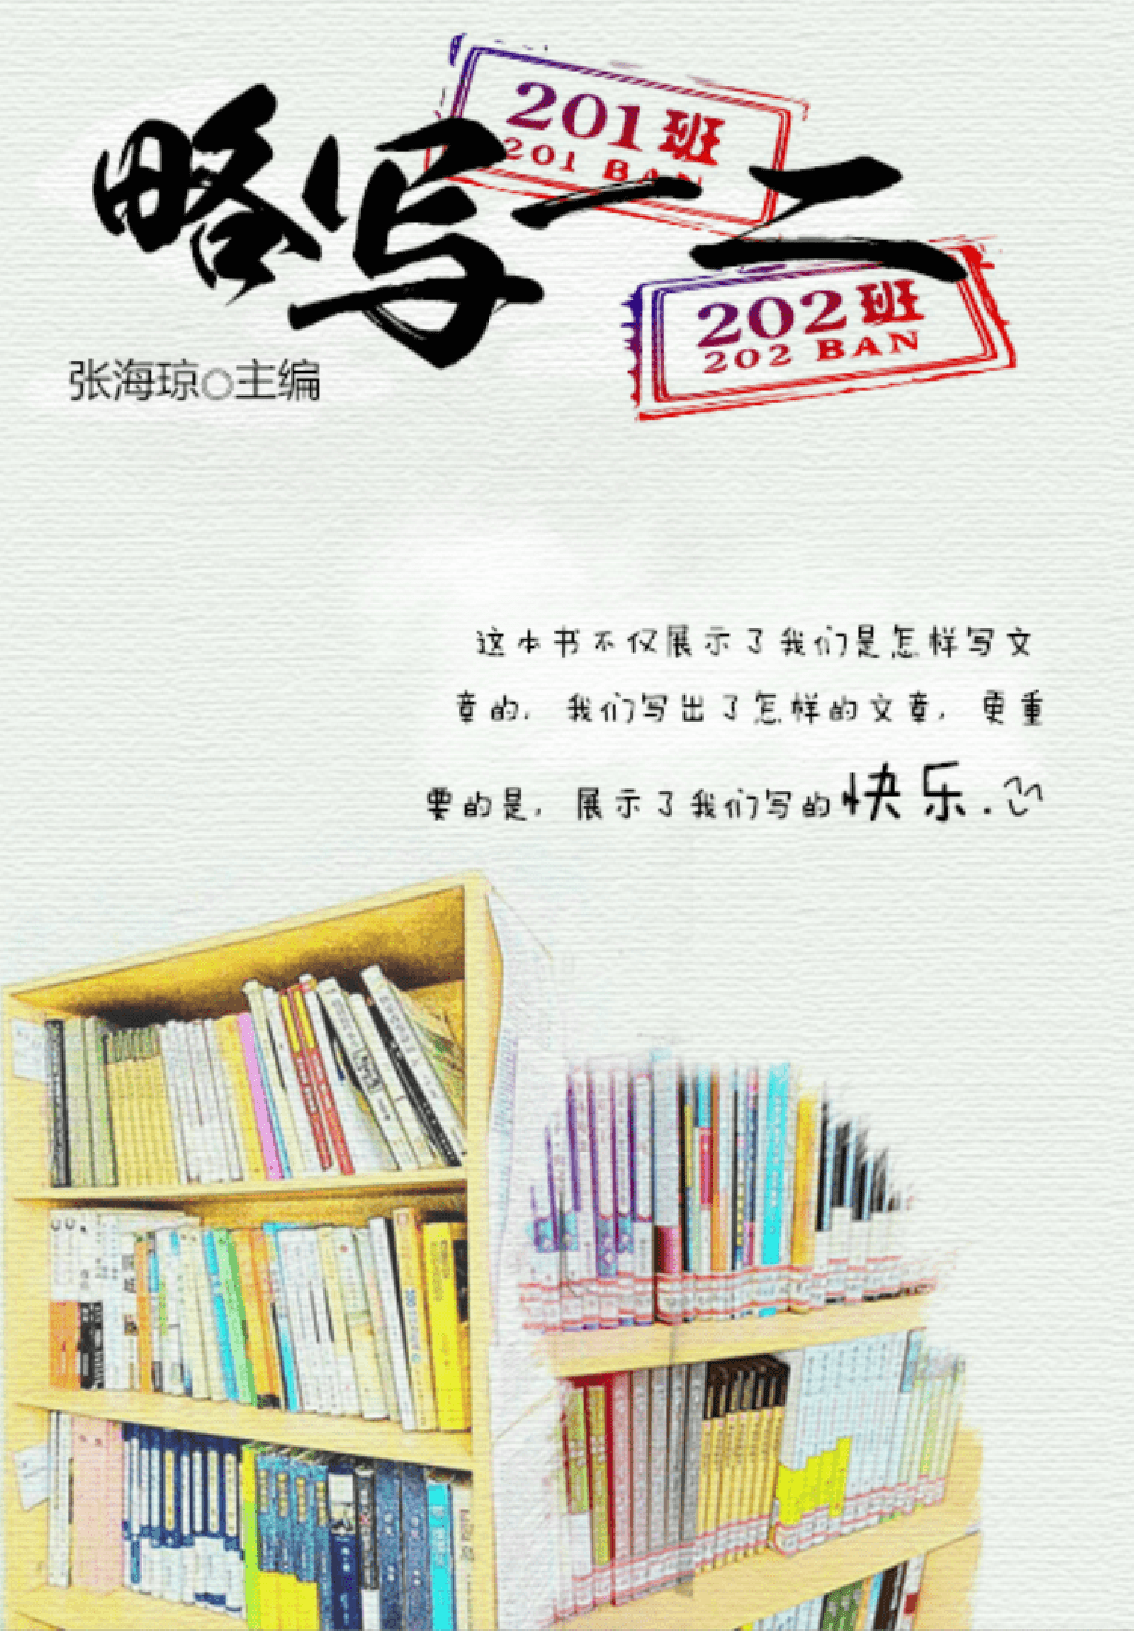 201班
201 BAN
略写一二
202班
202 BAN
张海琼○主编
这本书不仅展示了我们是怎样写文
章的，我们写出了怎样的文章，更重
要的是，展示了我们写的快乐.